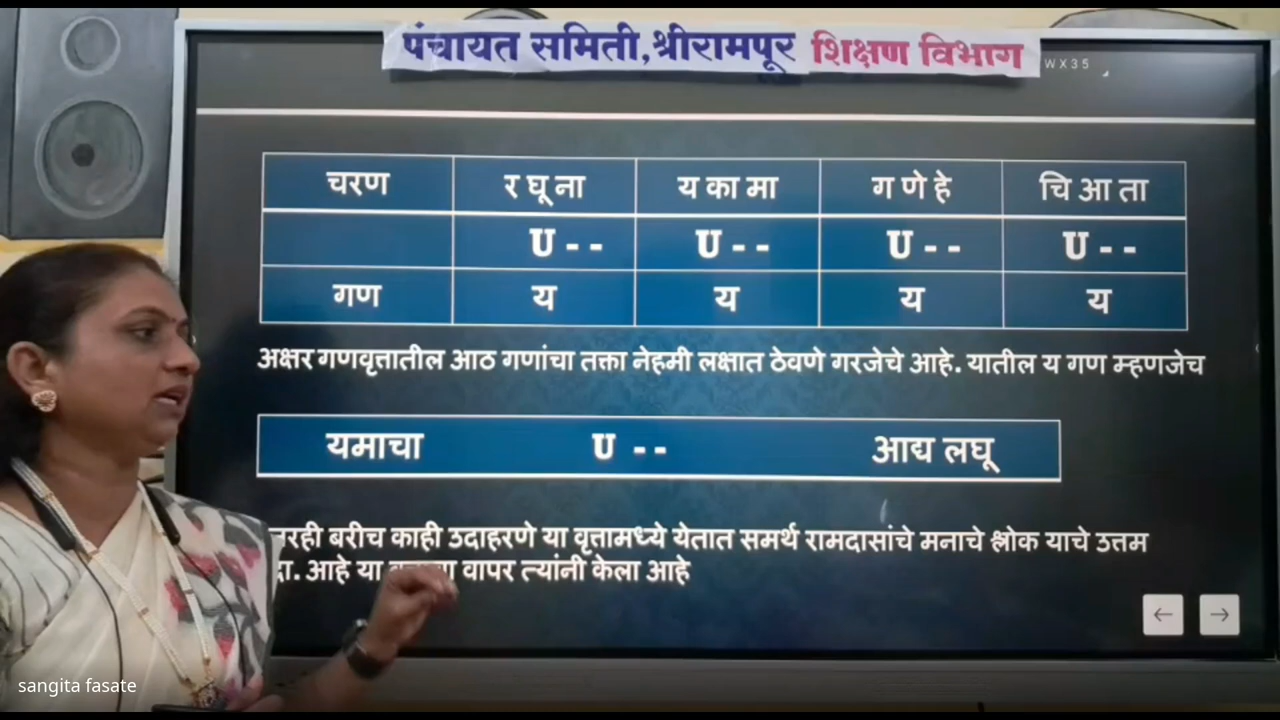 पंचायत समिती,श्रीरामपूर शिक्षण विभाग
WX35
चरण र घू ना य का मा ग णे हे चि आ ता
U - - U - - U - - U - -
गण य य य य
अक्षर गणवृत्तातील आठ गणांचा तक्ता नेहमी लक्षात ठेवणे गरजेचे आहे. यातील य गण म्हणजेच
यमाचा U - - आद्य लघू
बरीच काही उदाहरणे या वृत्तामध्ये येतात समर्थ रामदासांचे मनाचे श्लोक याचे उत्तम
आहे या वापर त्यांनी केला आहे
sangita fasate